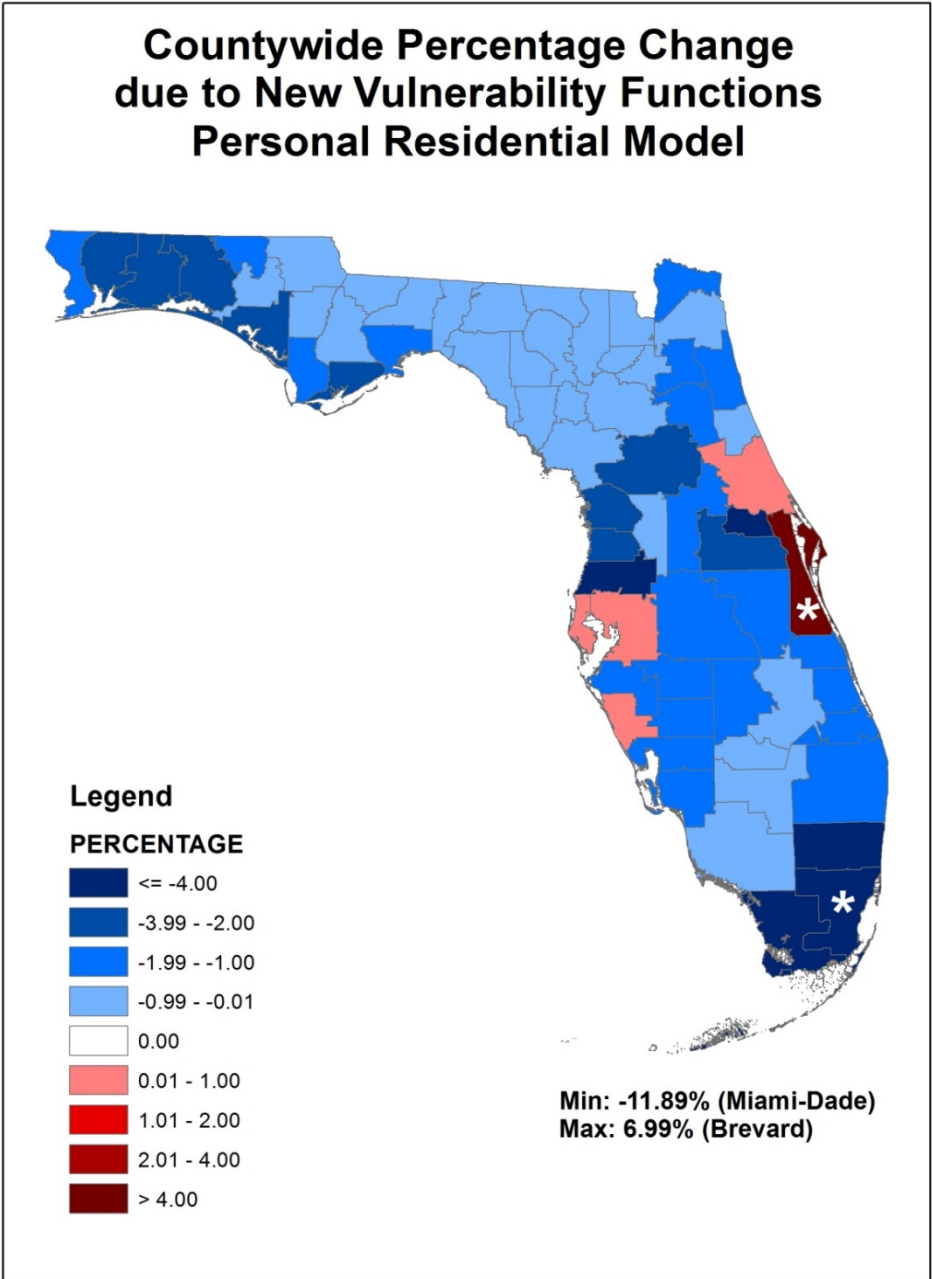 Countywide Percentage Change
due to New Vulnerability Functions
Personal Residential Model
*
*
Legend
PERCENTAGE
<= -4.00
-3.99 - -2.00
-1.99 - -1.00
-0.99 - -0.01
0.00
0.01 - 1.00
1.01 - 2.00
2.01 - 4.00
> 4.00
Min: -11.89% (Miami-Dade)
Max: 6.99% (Brevard)